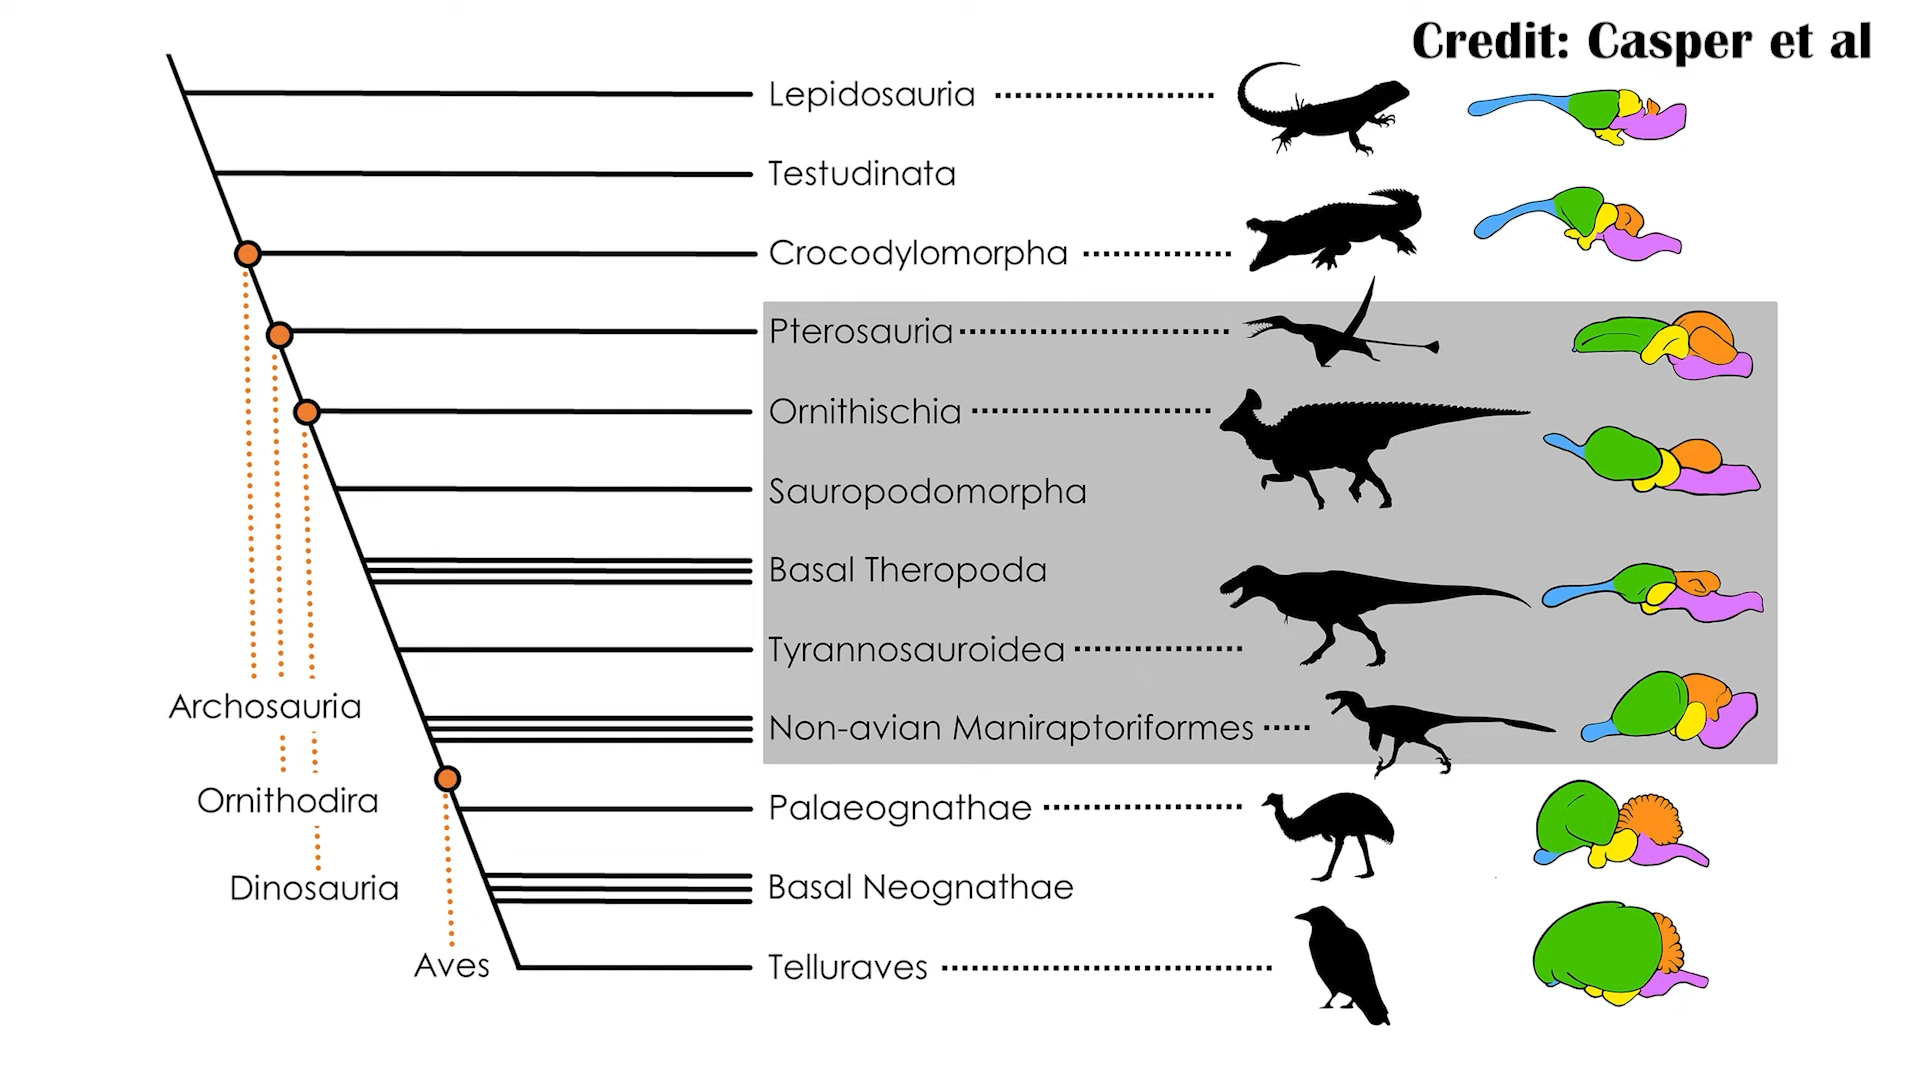 Credit: Casper et al
Lepidosauria
Testudinata
Crocodylomorpha
Pterosauria
Ornithischia
Sauropodomorpha
Basal Theropoda
Tyrannosauroidea
Archosauria
Non-avian Maniraptoriformes
Ornithodira
Palaeognathae
Dinosauria
Basal Neognathae
Aves
Telluraves